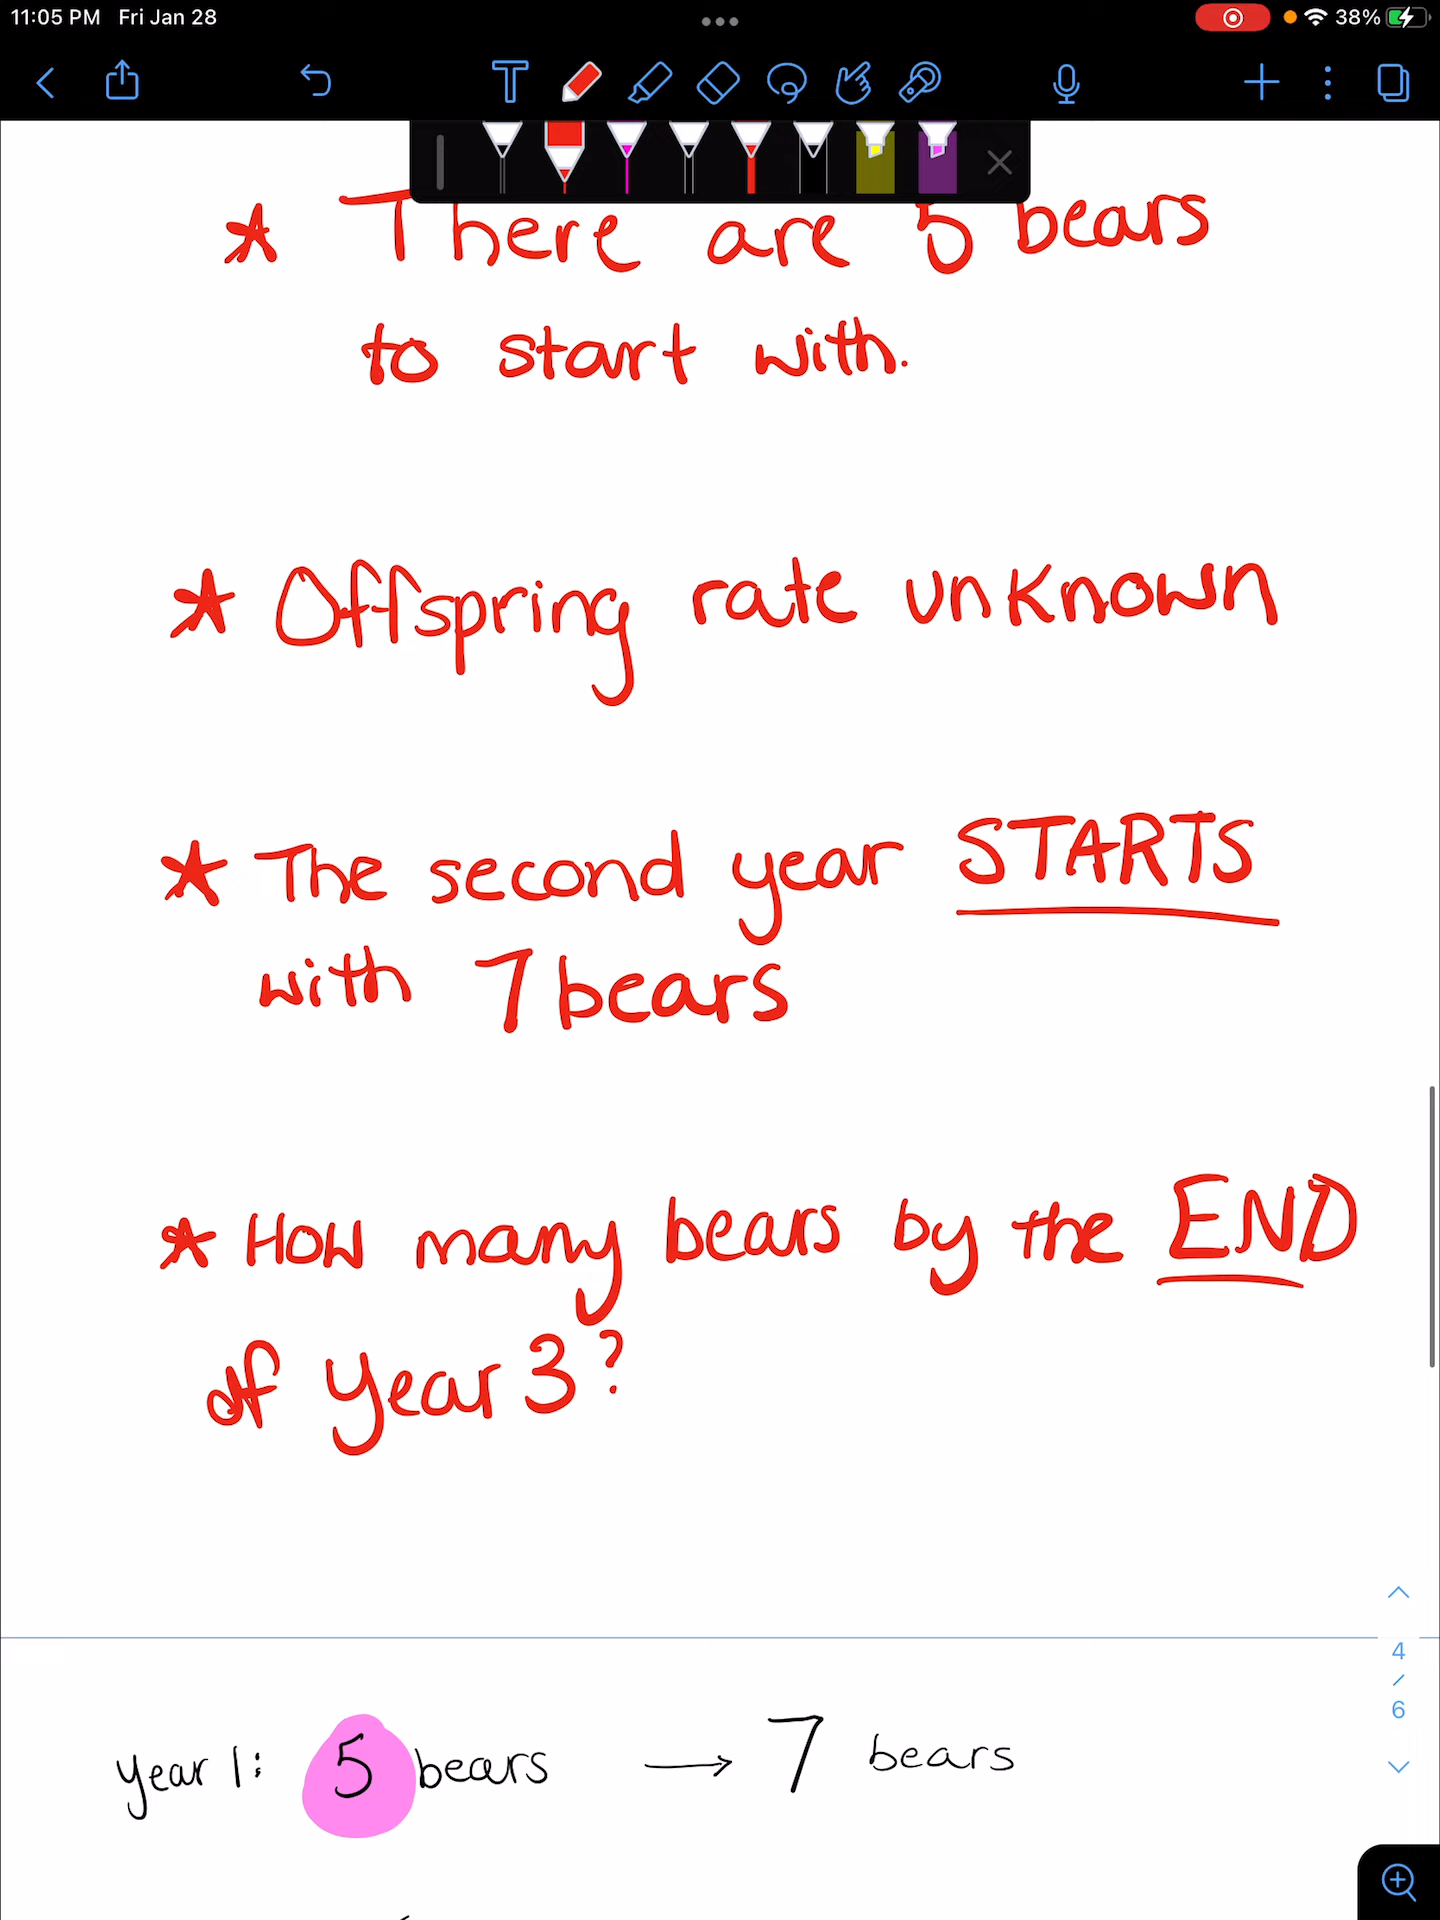 11:05 PM Fri Jan 28
38%
T
* There are 5 bears
to start with.
* Offspring rate unknown
* The second year STARTS
with 7 bears
* How many bears by the END
of Year 3?
4
/
6
year 1: 5 bears → 7 bears